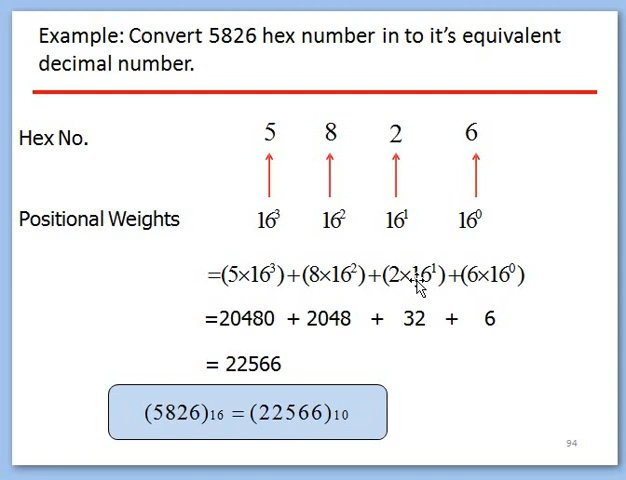 Example: Convert 5826 hex number in to it's equivalent
decimal number.
Hex No. 5 8 2 6
Positional Weights 16³ 16² 16¹ 16⁰
=(5×16³)+(8×16²)+(2×16¹)+(6×16⁰)
=20480 + 2048 + 32 + 6
= 22566
(5826)₁₆ = (22566)₁₀
94